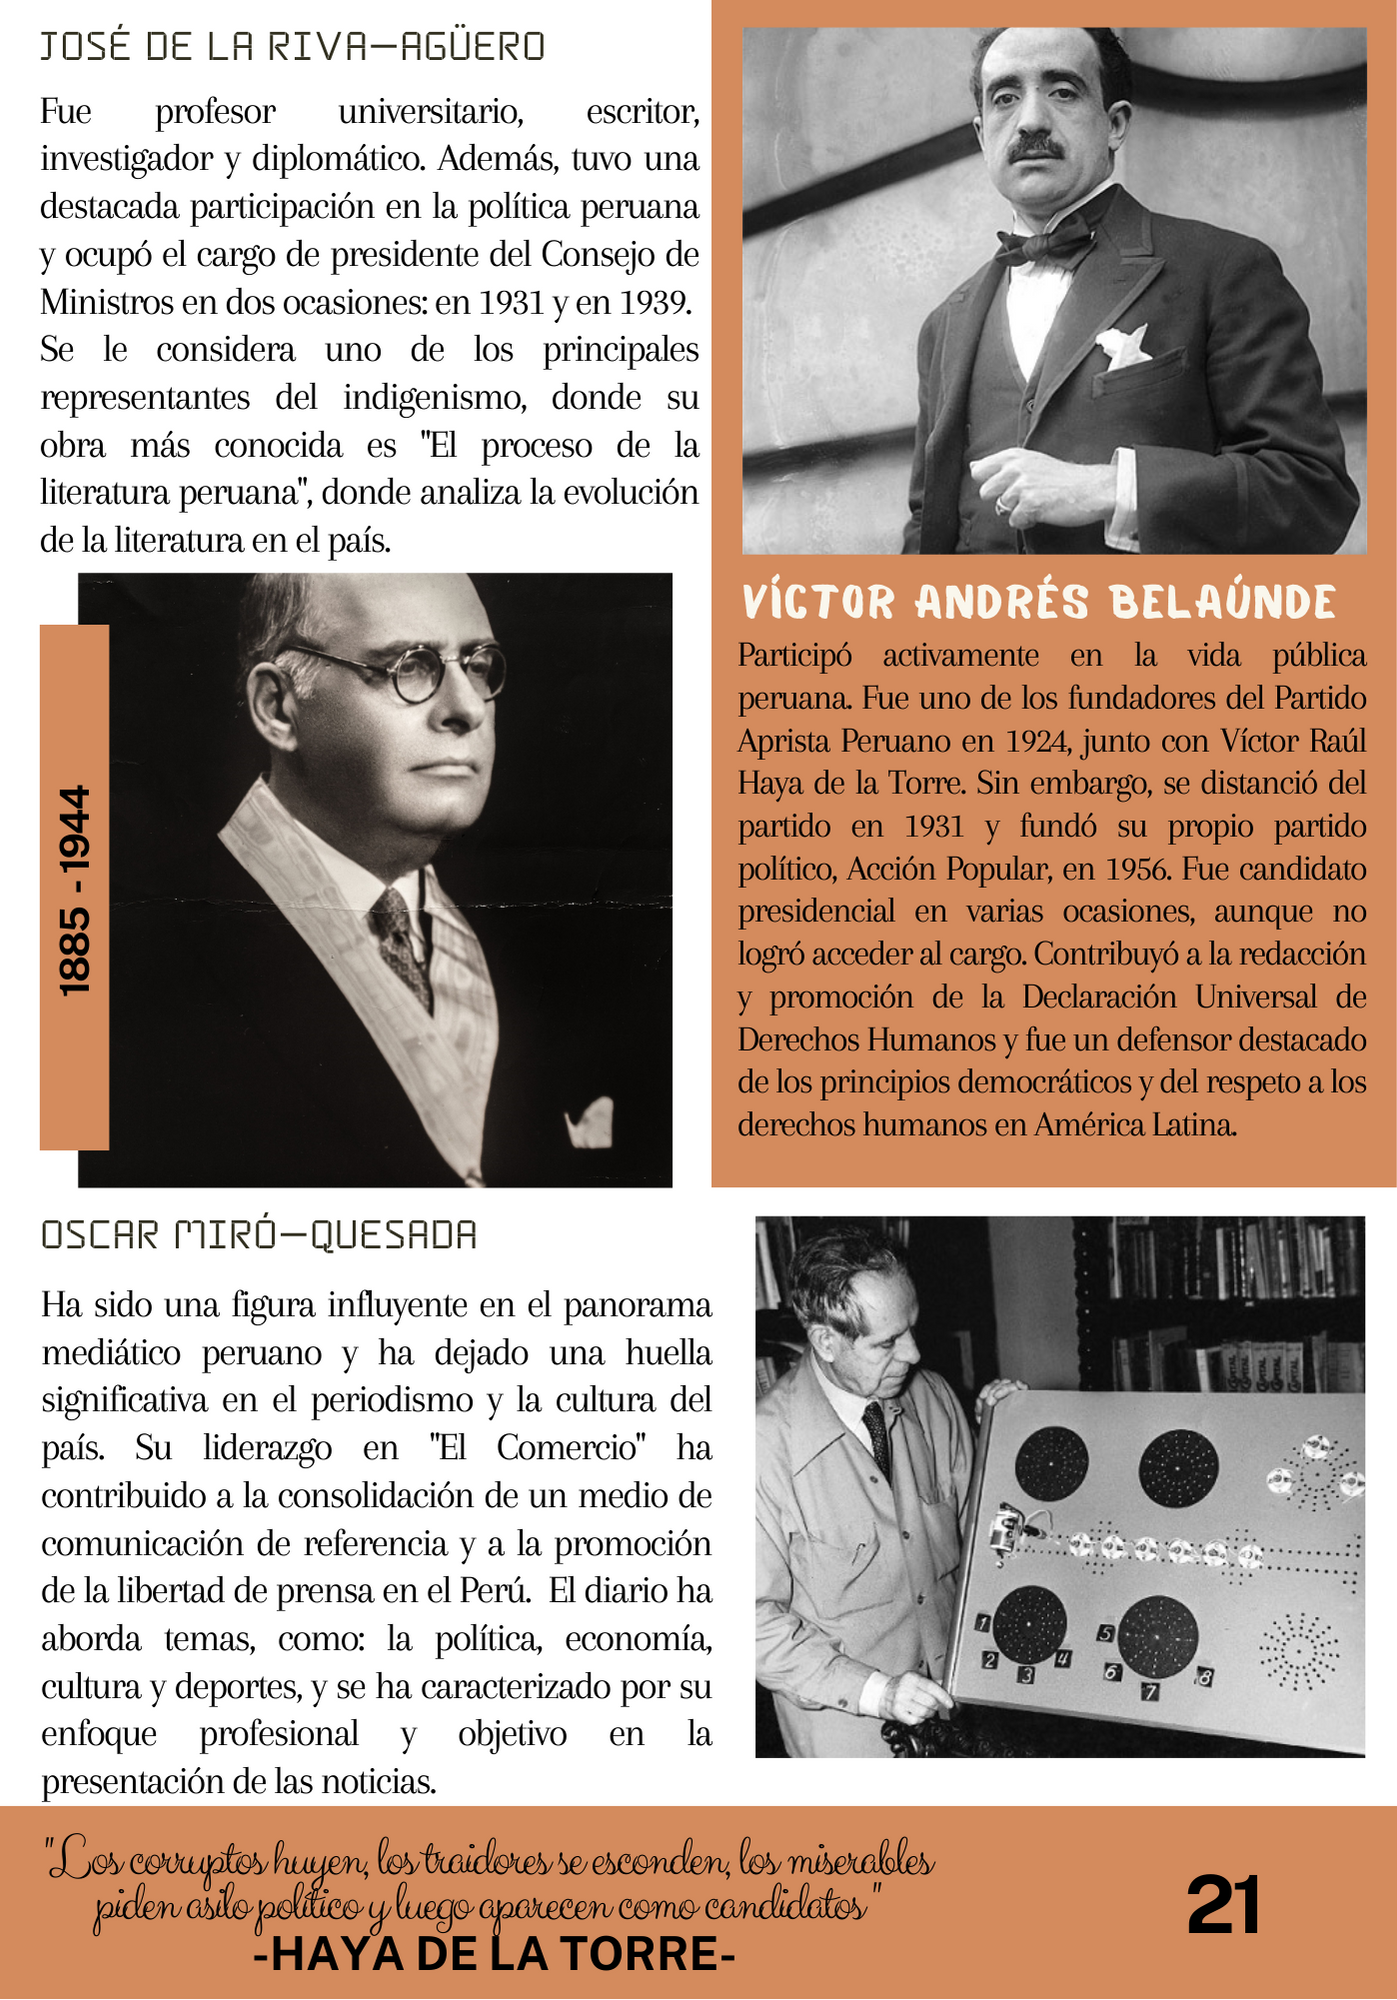 JOSÉ DE LA RIVA-AGÜERO
Fue profesor universitario, escritor,
investigador y diplomático. Además, tuvo una
destacada participación en la política peruana
y ocupó el cargo de presidente del Consejo de
Ministros en dos ocasiones: en 1931 y en 1939.
Se le considera uno de los principales
representantes del indigenismo, donde su
obra más conocida es "El proceso de la
literatura peruana", donde analiza la evolución
de la literatura en el país.
1885 - 1944
VÍCTOR ANDRÉS BELAÚNDE
Participó activamente en la vida pública
peruana. Fue uno de los fundadores del Partido
Aprista Peruano en 1924, junto con Víctor Raúl
Haya de la Torre. Sin embargo, se distanció del
partido en 1931 y fundó su propio partido
político, Acción Popular, en 1956. Fue candidato
presidencial en varias ocasiones, aunque no
logró acceder al cargo. Contribuyó a la redacción
y promoción de la Declaración Universal de
Derechos Humanos y fue un defensor destacado
de los principios democráticos y del respeto a los
derechos humanos en América Latina.
OSCAR MIRÓ-QUESADA
Ha sido una figura influyente en el panorama
mediático peruano y ha dejado una huella
significativa en el periodismo y la cultura del
país. Su liderazgo en "El Comercio" ha
contribuido a la consolidación de un medio de
comunicación de referencia y a la promoción
de la libertad de prensa en el Perú. El diario ha
aborda temas, como: la política, economía,
cultura y deportes, y se ha caracterizado por su
enfoque profesional y objetivo en la
presentación de las noticias.
CAPITAL CAPITAL CAPITAL
1 2 3 4 5 6 7 8
"Los corruptos huyen, los traidores se esconden, los miserables
piden asilo político y luego aparecen como candidatos"
-HAYA DE LA TORRE-
21